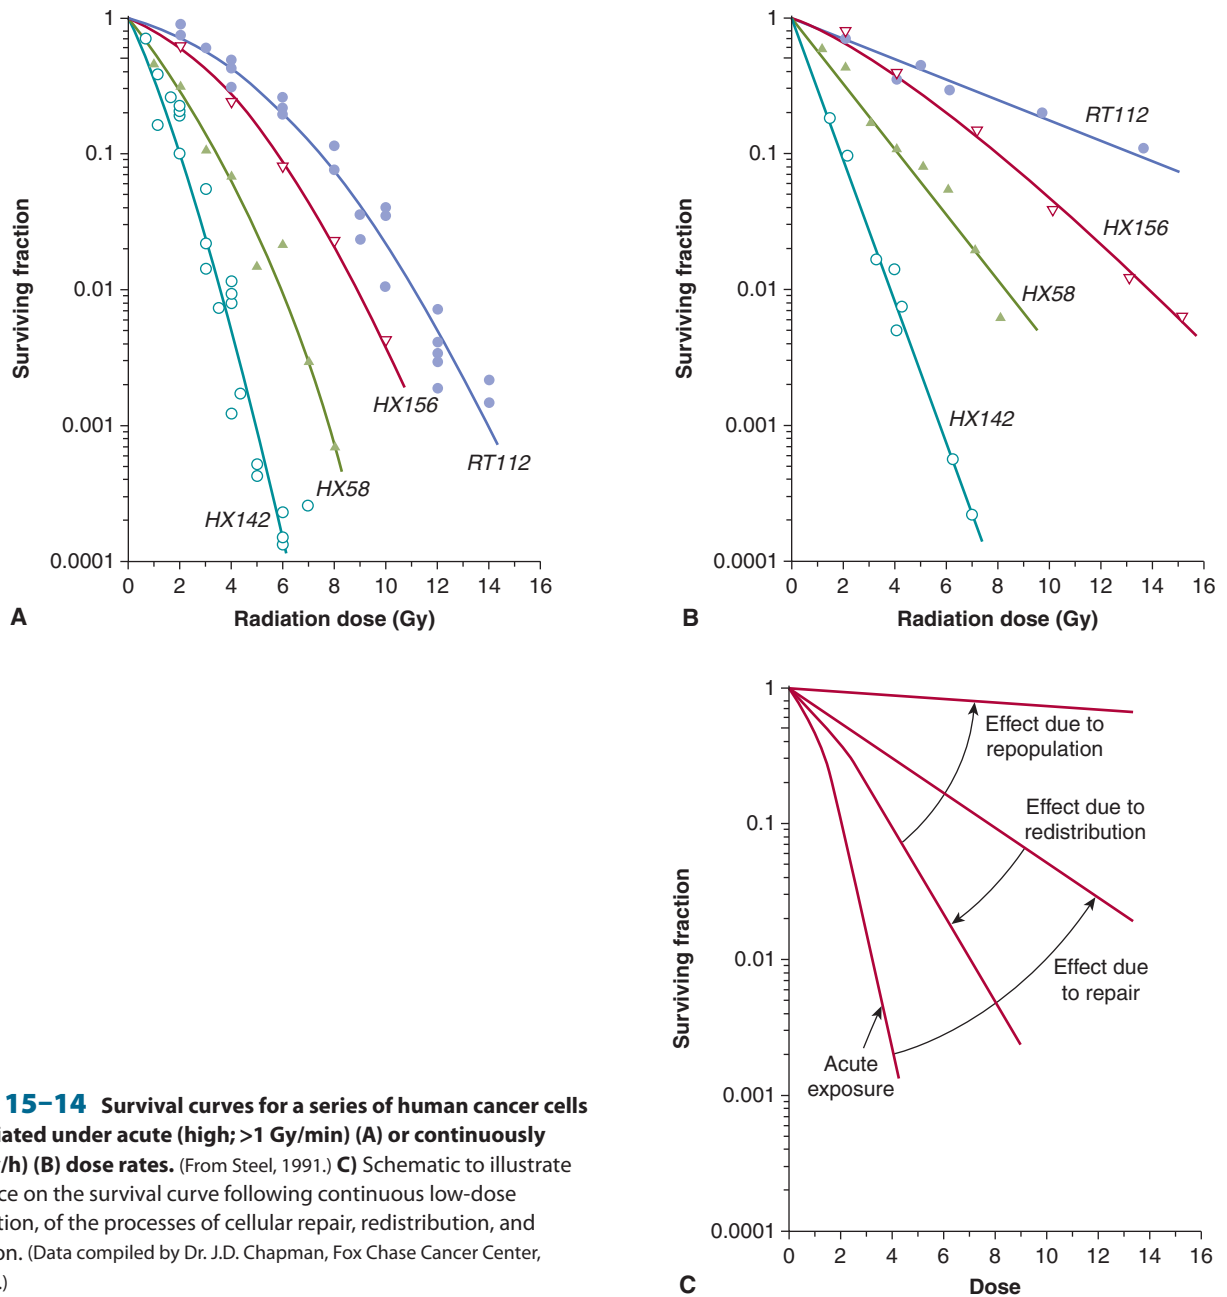 1
0.1
0.01
0.001
0.0001
Surviving fraction
0 2 4 6 8 10 12 14 16
Radiation dose (Gy)
HX142
HX58
HX156
RT112
A
1
0.1
0.01
0.001
0.0001
Surviving fraction
0 2 4 6 8 10 12 14 16
Radiation dose (Gy)
RT112
HX156
HX58
HX142
B
1
0.1
0.01
0.001
0.0001
Surviving fraction
0 2 4 6 8 10 12 14 16
Dose
Effect due to
repopulation
Effect due to
redistribution
Effect due
to repair
Acute
exposure
C
15–14 Survival curves for a series of human cancer cells
under acute (high; >1 Gy/min) (A) or continuously
(B) dose rates. (From Steel, 1991.) C) Schematic to illustrate
on the survival curve following continuous low-dose
of the processes of cellular repair, redistribution, and
(Data compiled by Dr. J.D. Chapman, Fox Chase Cancer Center,